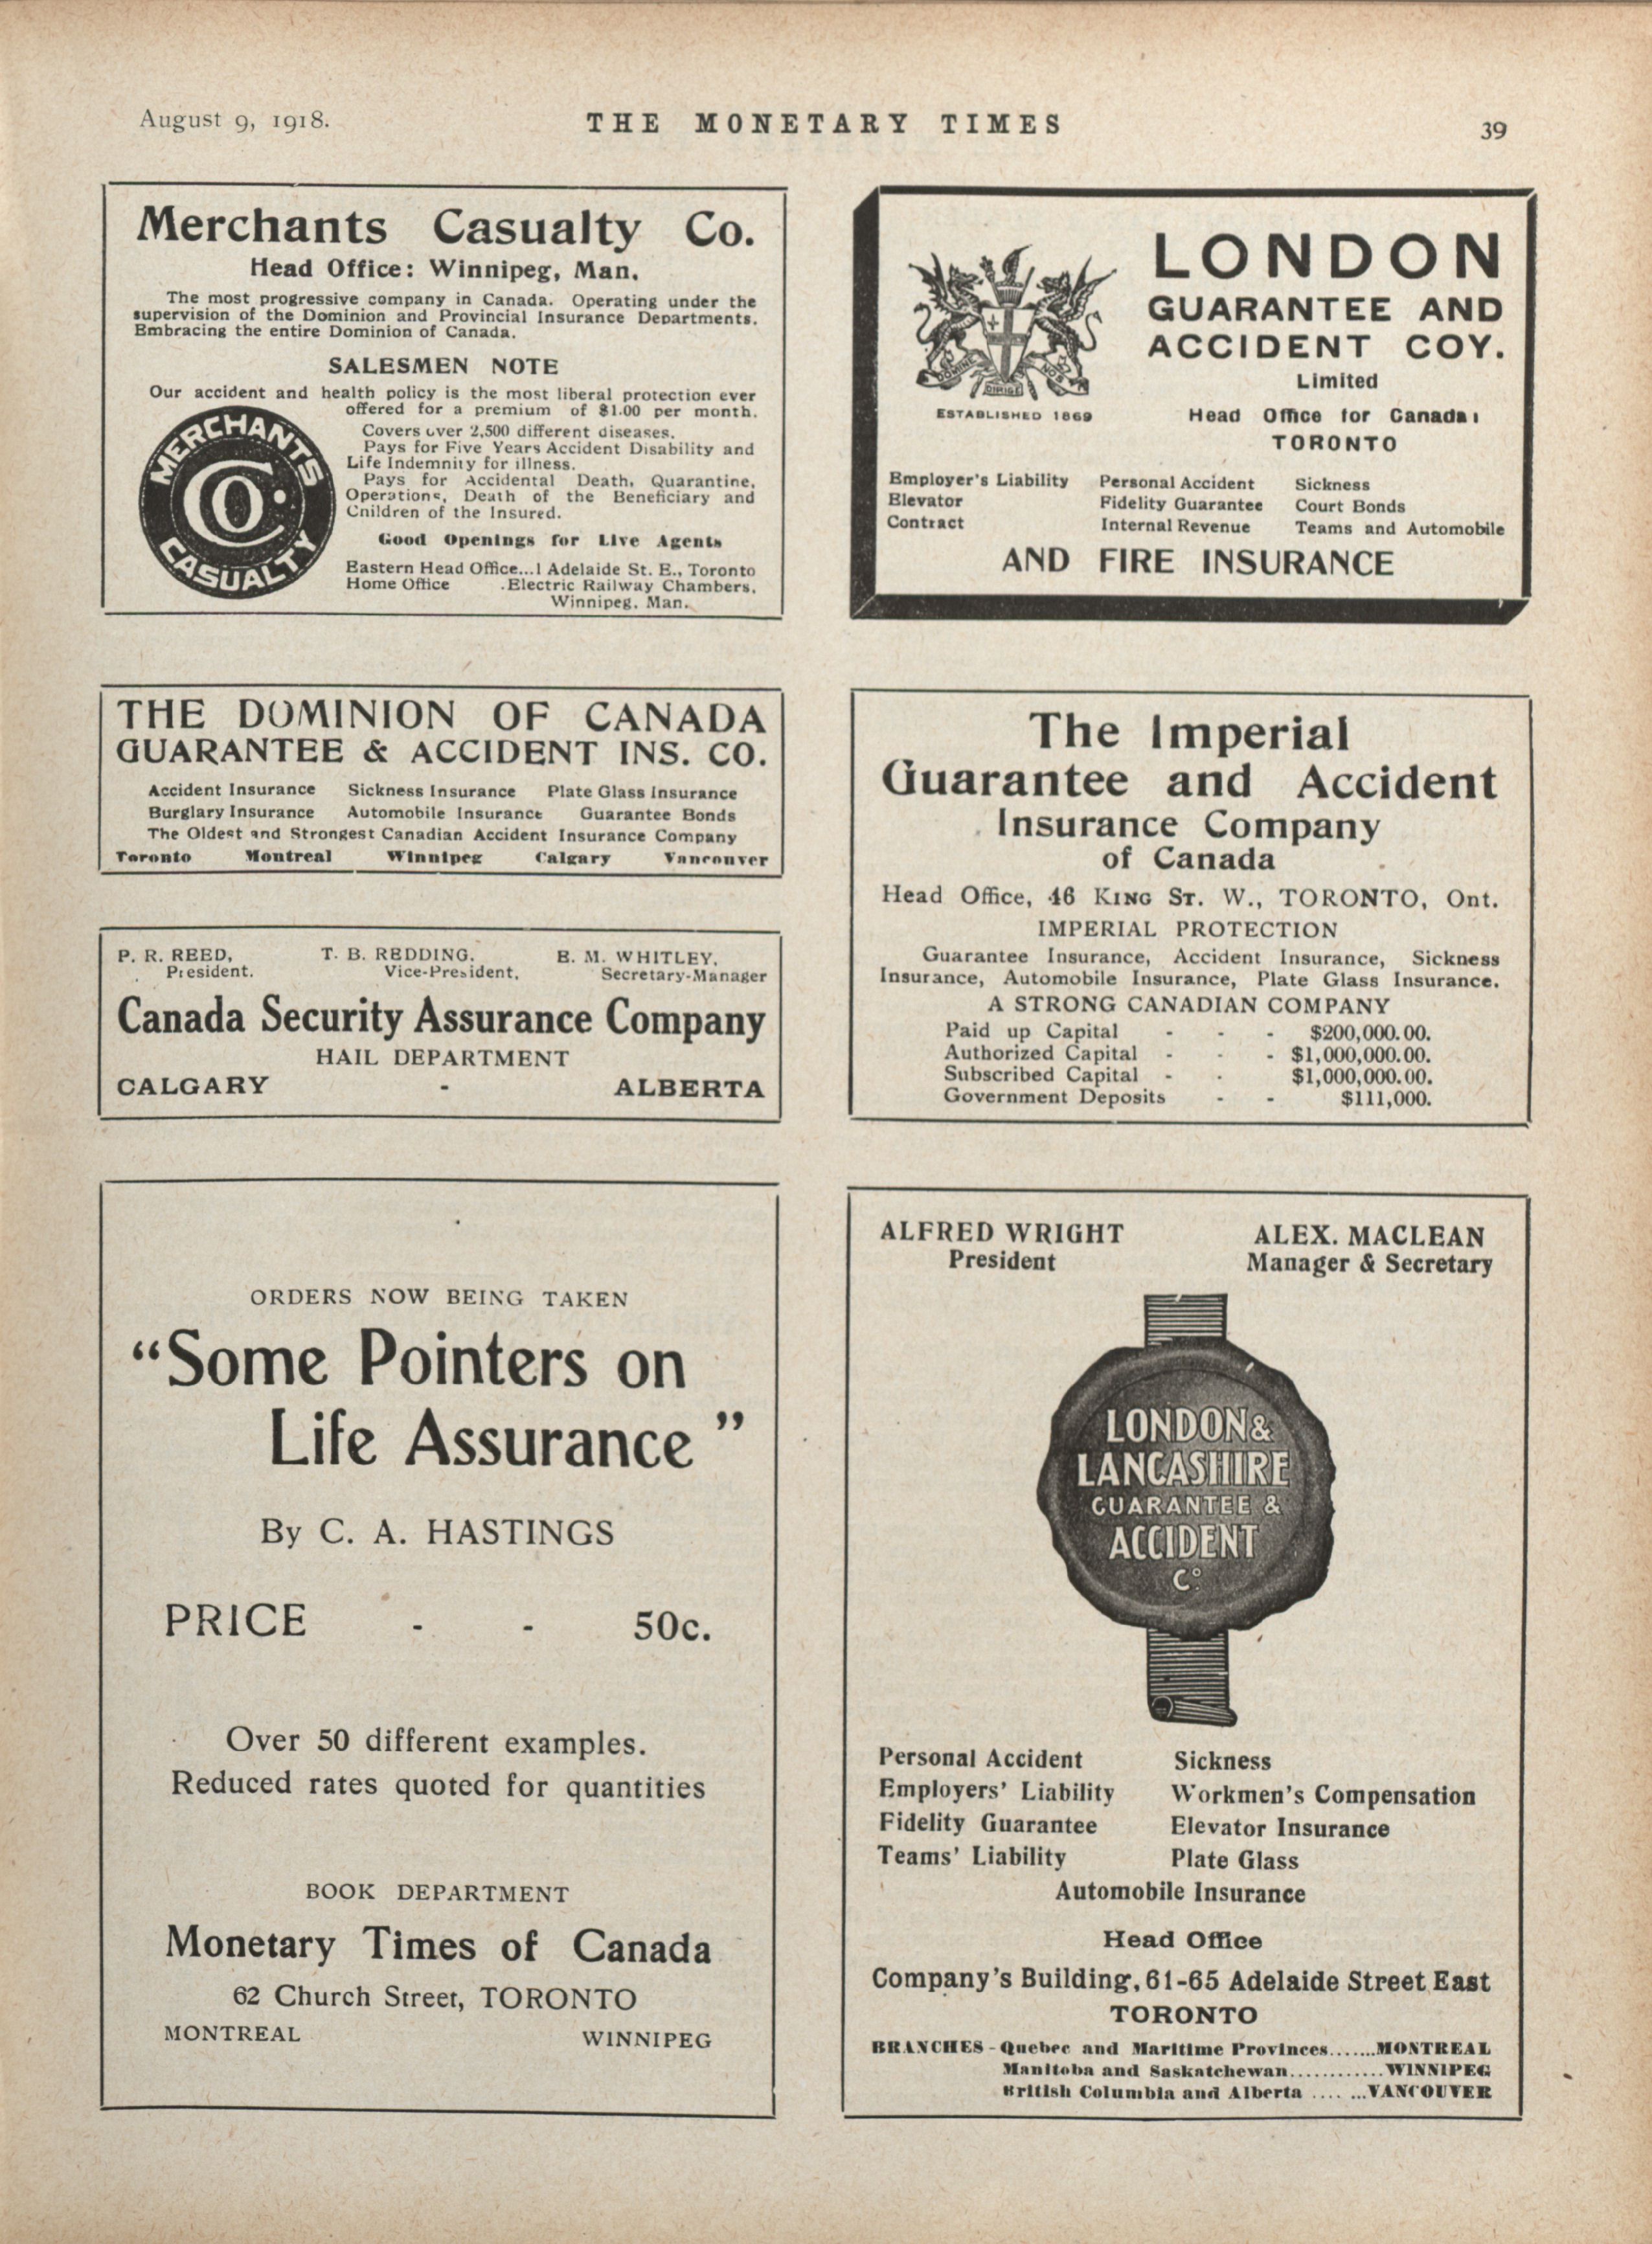 August 9, 1918.
THE MONETARY TIMES
39
Merchants Casualty Co.
Head Office: Winnipeg, Man.
The most progressive company in Canada. Operating under the
supervision of the Dominion and Provincial Insurance Departments.
Embracing the entire Dominion of Canada.
SALESMEN NOTE
Our accident and health policy is the most liberal protection ever
offered for a premium of $1.00 per month.
Covers over 2,500 different diseases.
Pays for Five Years Accident Disability and
Life Indemnity for illness.
Pays for Accidental Death, Quarantine,
Operations, Death of the Beneficiary and
Children of the Insured.
Good Openings for Live Agents
Eastern Head Office...1 Adelaide St. E., Toronto
Home Office .Electric Railway Chambers,
Winnipeg, Man.
MERCHANTS
CO.
CASUALTY
LONDON
GUARANTEE AND
ACCIDENT COY.
Limited
DOMINE
DIRIGE
NOS
ESTABLISHED 1869
Head Office for Canada:
TORONTO
Employer's Liability Personal Accident Sickness
Elevator Fidelity Guarantee Court Bonds
Contract Internal Revenue Teams and Automobile
AND FIRE INSURANCE
THE DOMINION OF CANADA
GUARANTEE & ACCIDENT INS. CO.
Accident Insurance Sickness Insurance Plate Glass Insurance
Burglary Insurance Automobile Insurance Guarantee Bonds
The Oldest and Strongest Canadian Accident Insurance Company
Toronto Montreal Winnipeg Calgary Vancouver
The Imperial
Guarantee and Accident
Insurance Company
of Canada
Head Office, 46 KING ST. W., TORONTO, Ont.
IMPERIAL PROTECTION
Guarantee Insurance, Accident Insurance, Sickness
Insurance, Automobile Insurance, Plate Glass Insurance.
A STRONG CANADIAN COMPANY
Paid up Capital - - - $200,000.00.
Authorized Capital - - - $1,000,000.00.
Subscribed Capital - - $1,000,000.00.
Government Deposits - - $111,000.
P. R. REED, T. B. REDDING, B. M. WHITLEY,
President. Vice-President, Secretary-Manager
Canada Security Assurance Company
HAIL DEPARTMENT
CALGARY - ALBERTA
ORDERS NOW BEING TAKEN
“Some Pointers on
Life Assurance”
By C. A. HASTINGS
PRICE - - 50c.
Over 50 different examples.
Reduced rates quoted for quantities
BOOK DEPARTMENT
Monetary Times of Canada
62 Church Street, TORONTO
MONTREAL WINNIPEG
ALFRED WRIGHT ALEX. MACLEAN
President Manager & Secretary
LONDON &
LANCASHIRE
GUARANTEE &
ACCIDENT
Co.
Personal Accident Sickness
Employers' Liability Workmen's Compensation
Fidelity Guarantee Elevator Insurance
Teams' Liability Plate Glass
Automobile Insurance
Head Office
Company's Building, 61-65 Adelaide Street East
TORONTO
BRANCHES - Quebec and Maritime Provinces.......MONTREAL
Manitoba and Saskatchewan............WINNIPEG
British Columbia and Alberta .... ...VANCOUVER